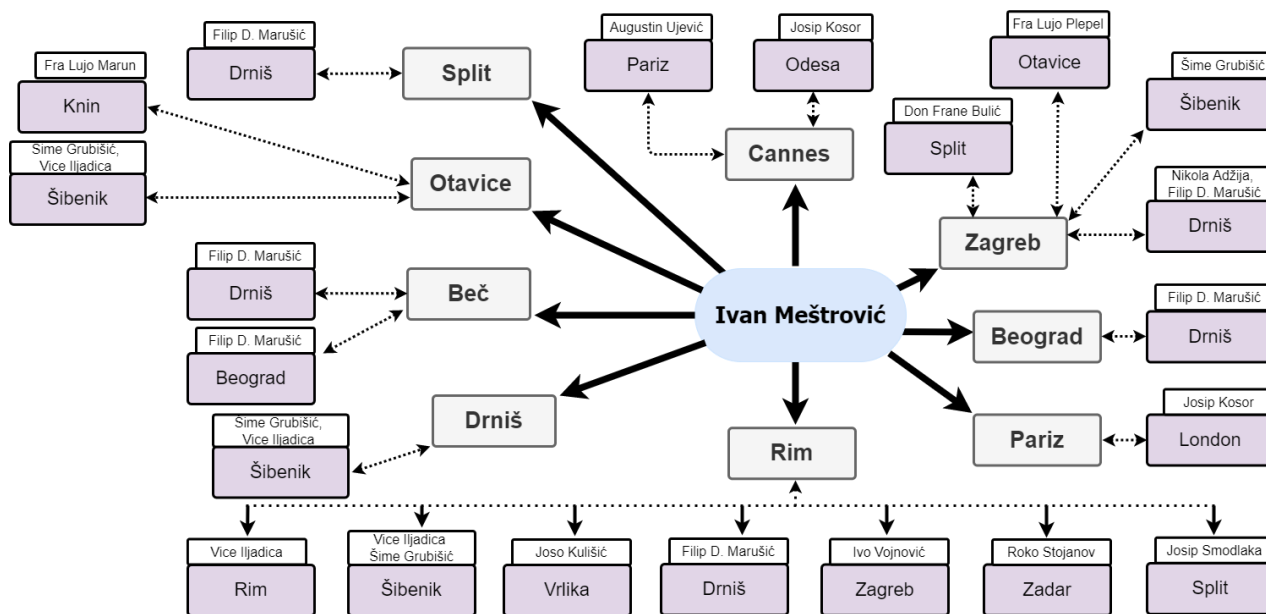 Filip D. Marušić
Drniš
Split
Augustin Ujević
Pariz
Josip Kosor
Odesa
Cannes
Fra Lujo Plepel
Otavice
Šime Grubišić
Šibenik
Fra Lujo Marun
Knin
Sime Grubišić,
Vice Iljadica
Šibenik
Otavice
Don Frane Bulić
Split
Nikola Adžija,
Filip D. Marušić
Drniš
Zagreb
Filip D. Marušić
Drniš
Beč
Filip D. Marušić
Beograd
Ivan Meštrović
Beograd
Filip D. Marušić
Drniš
Sime Grubišić,
Vice Iljadica
Šibenik
Drniš
Rim
Pariz
Josip Kosor
London
Vice Iljadica
Rim
Vice Iljadica
Šime Grubišić
Šibenik
Joso Kulišić
Vrlika
Filip D. Marušić
Drniš
Ivo Vojnović
Zagreb
Roko Stojanov
Zadar
Josip Smodlaka
Split